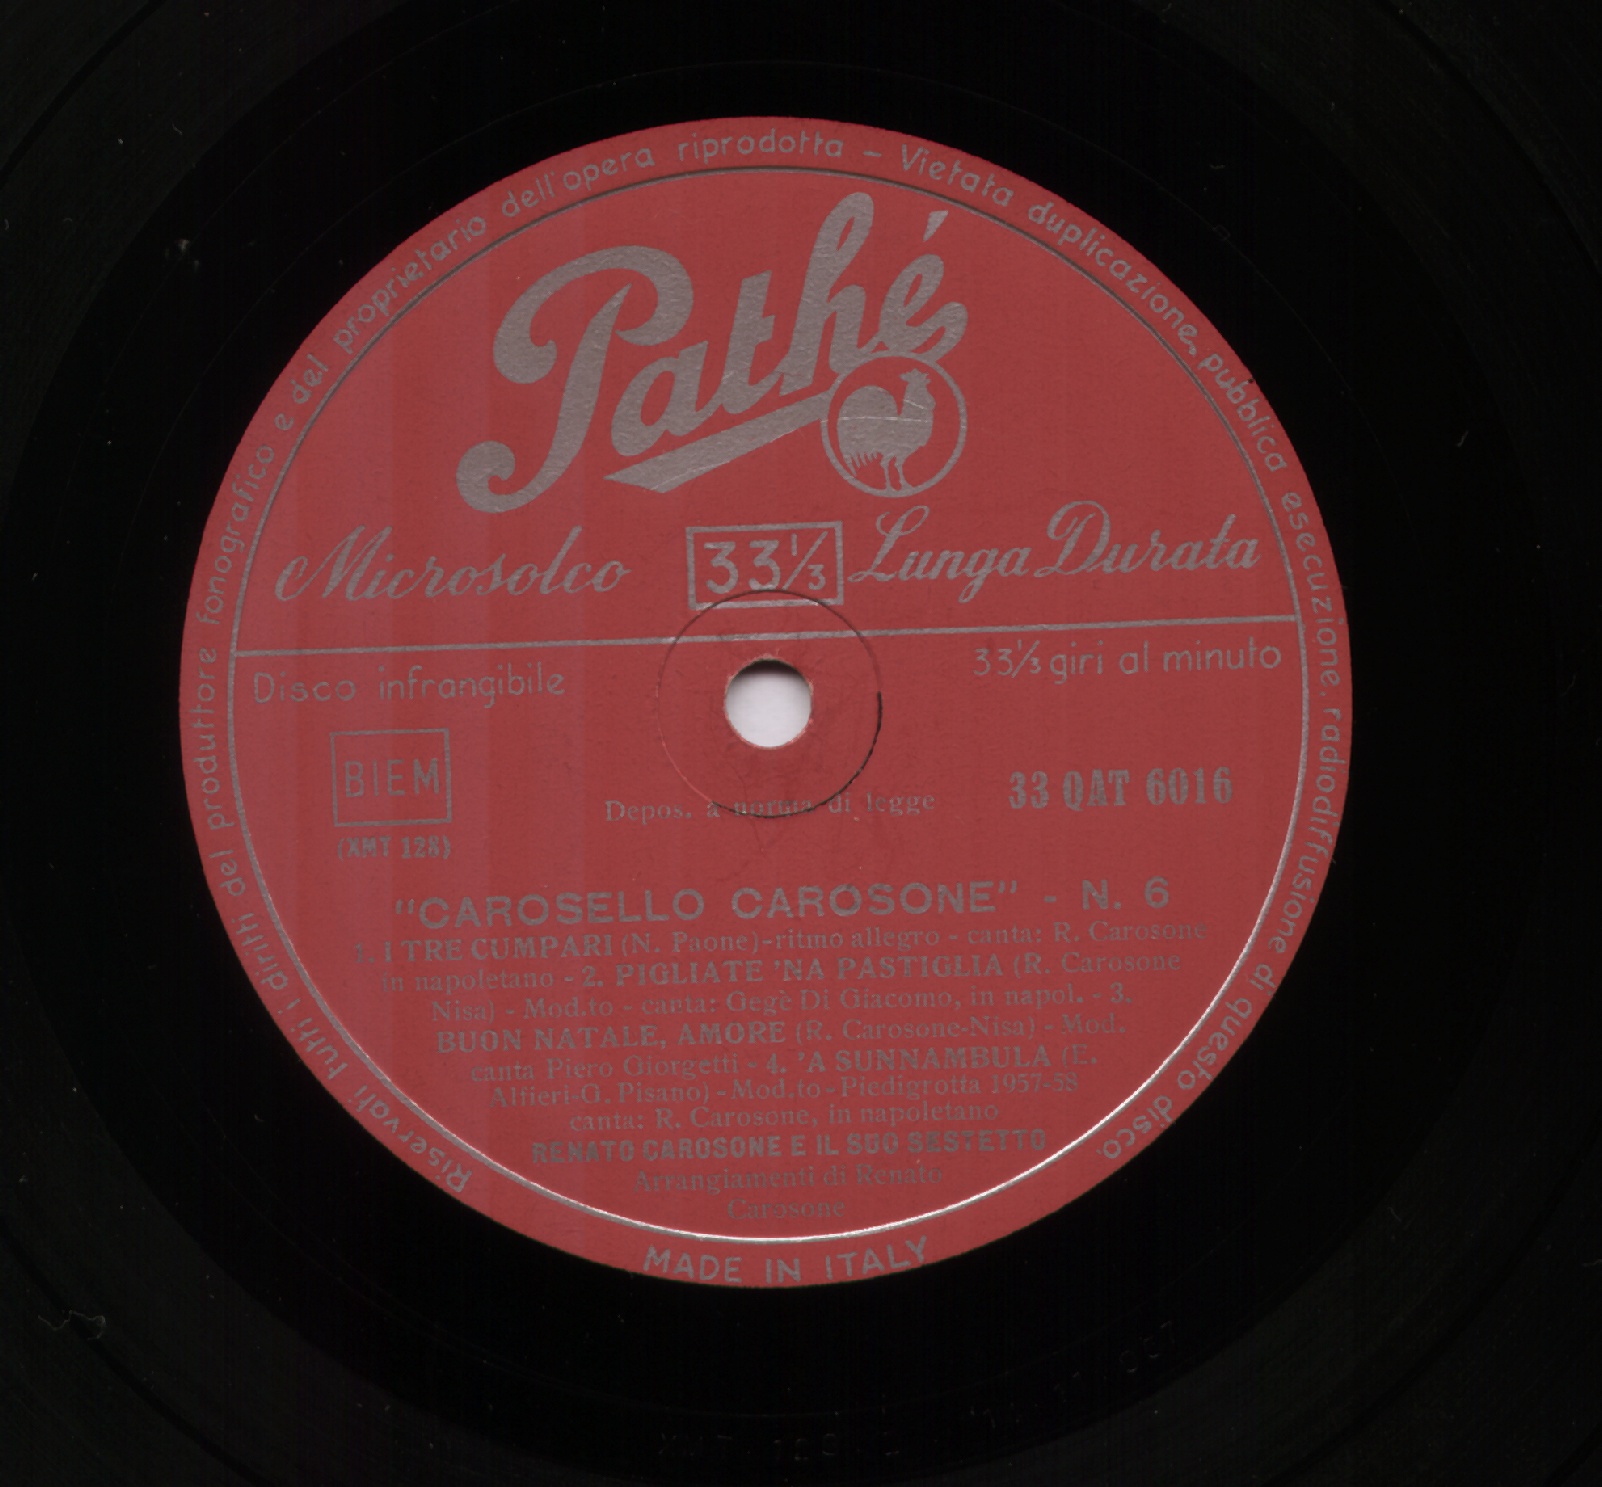 Riservati tutti i diritti del produttore fonografico e del proprietario dell'opera riprodotta - Vietata duplicazione, pubblica esecuzione, radiodiffusione di questo disco.
Pathé
Microsolco 33 1/3 Lunga Durata
Disco infrangibile 33 1/3 giri al minuto
BIEM
Depos. a norma di legge
33 QAT 6016
(XMT 128)
"CAROSELLO CAROSONE" - N. 6
1. I TRE CUMPARI (N. Paone)-ritmo allegro - canta: R. Carosone
in napoletano - 2. PIGLIATE 'NA PASTIGLIA (R. Carosone
Nisa) - Mod.to - canta: Gegè Di Giacomo, in napol. - 3.
BUON NATALE, AMORE (R. Carosone-Nisa) - Mod.
canta Piero Giorgetti - 4. 'A SUNNAMBULA (E.
Alfieri-G. Pisano) - Mod.to - Piedigrotta 1957-58
canta: R. Carosone, in napoletano
RENATO CAROSONE E IL SUO SESTETTO
Arrangiamenti di Renato
Carosone
MADE IN ITALY